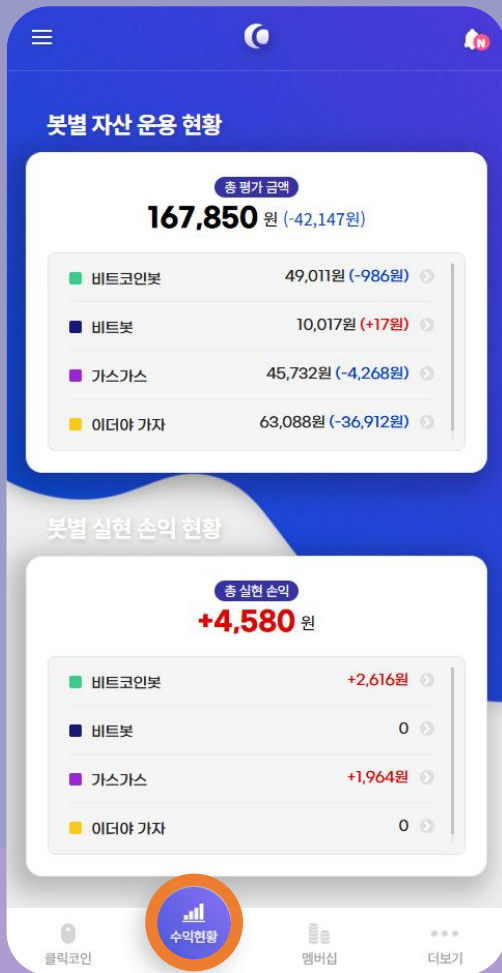 N
봇별 자산 운용 현황
총 평가 금액
167,850 원 (-42,147원)
비트코인봇 49,011원 (-986원)
비트봇 10,017원 (+17원)
가스가스 45,732원 (-4,268원)
이더야 가자 63,088원 (-36,912원)
봇별 실현 손익 현황
총 실현 손익
+4,580 원
비트코인봇 +2,616원
비트봇 0
가스가스 +1,964원
이더야 가자 0
클릭코인 수익현황 멤버십 더보기